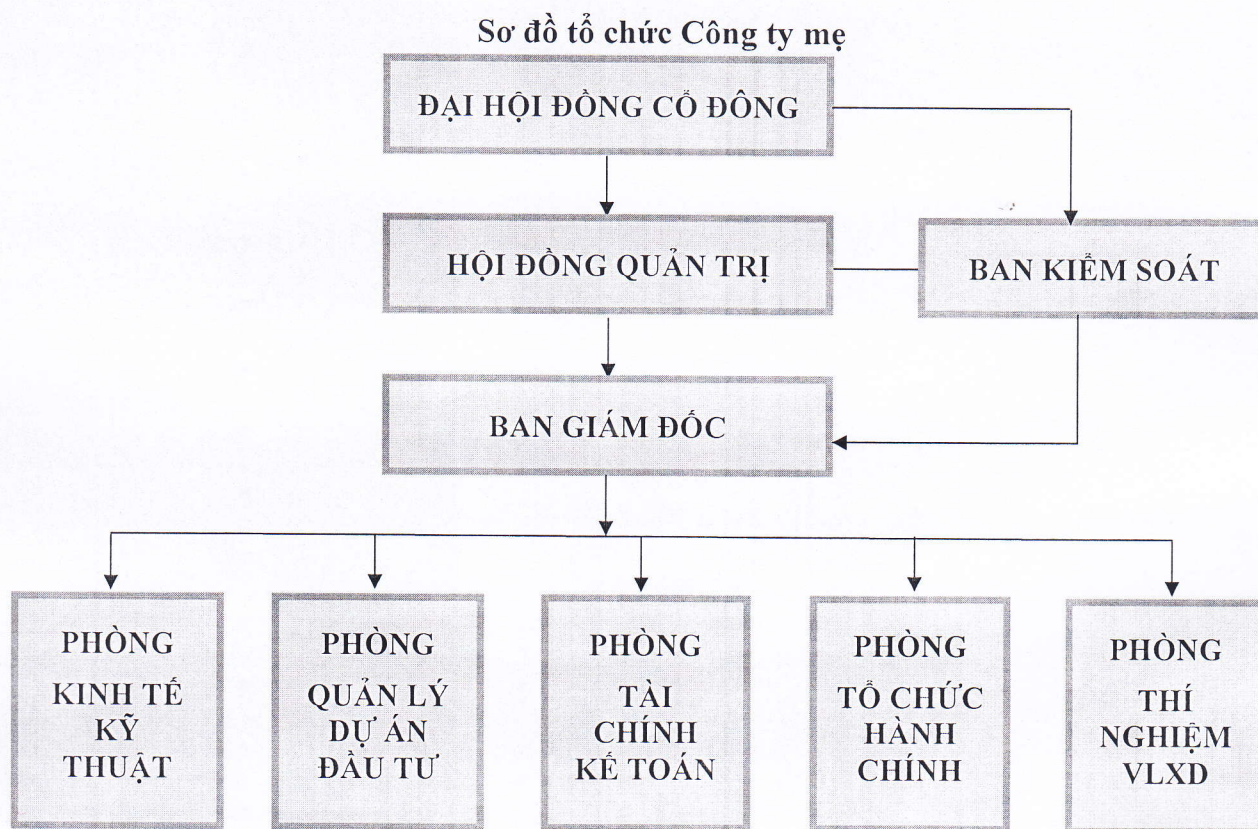 Sơ đồ tổ chức Công ty mẹ
ĐẠI HỘI ĐỒNG CỔ ĐÔNG
HỘI ĐỒNG QUẢN TRỊ
BAN KIỂM SOÁT
BAN GIÁM ĐỐC
PHÒNG
KINH TẾ
KỸ
THUẬT
PHÒNG
QUẢN LÝ
DỰ ÁN
ĐẦU TƯ
PHÒNG
TÀI
CHÍNH
KẾ TOÁN
PHÒNG
TỔ CHỨC
HÀNH
CHÍNH
PHÒNG
THÍ
NGHIỆM
VLXD